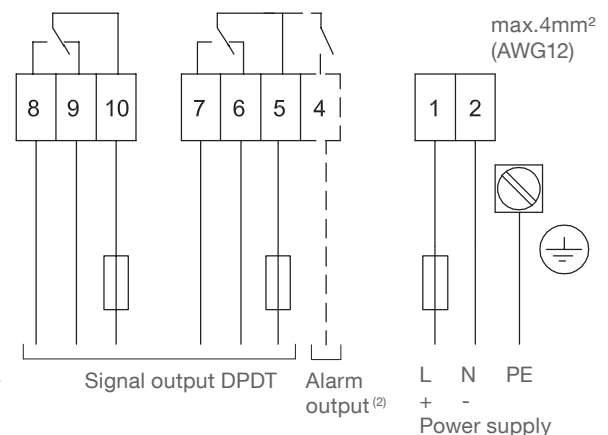 max.4mm²
(AWG12)
8 9 10 7 6 5 4 1 2
Signal output DPDT
Alarm
output (2)
L N PE
+ -
Power supply